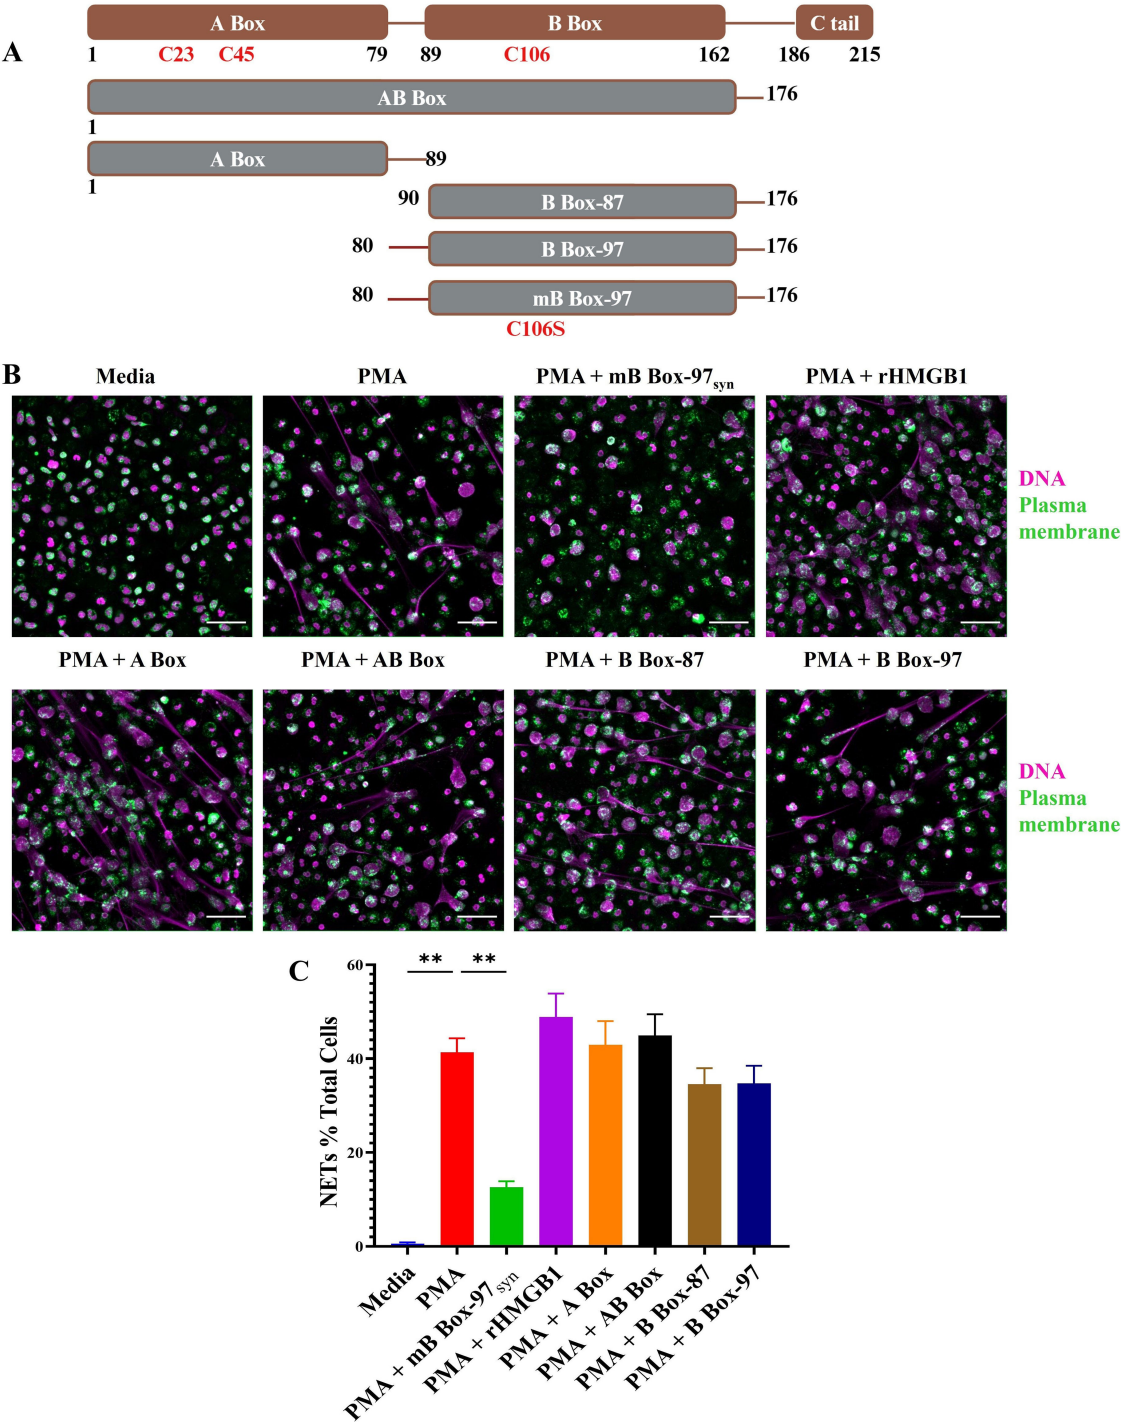 A Box B Box C tail
A 1 C23 C45 79 89 C106 162 186 215
AB Box 176
1
A Box 89
1
90 B Box-87 176
80 B Box-97 176
80 mB Box-97 176
C106S
B Media PMA PMA + mB Box-97syn PMA + rHMGB1
DNA
Plasma
membrane
PMA + A Box PMA + AB Box PMA + B Box-87 PMA + B Box-97
DNA
Plasma
membrane
C
** **
NETs % Total Cells
60
40
20
0
Media
PMA
PMA + mB Box-97 syn
PMA + rHMGB1
PMA + A Box
PMA + AB Box
PMA + B Box-87
PMA + B Box-97